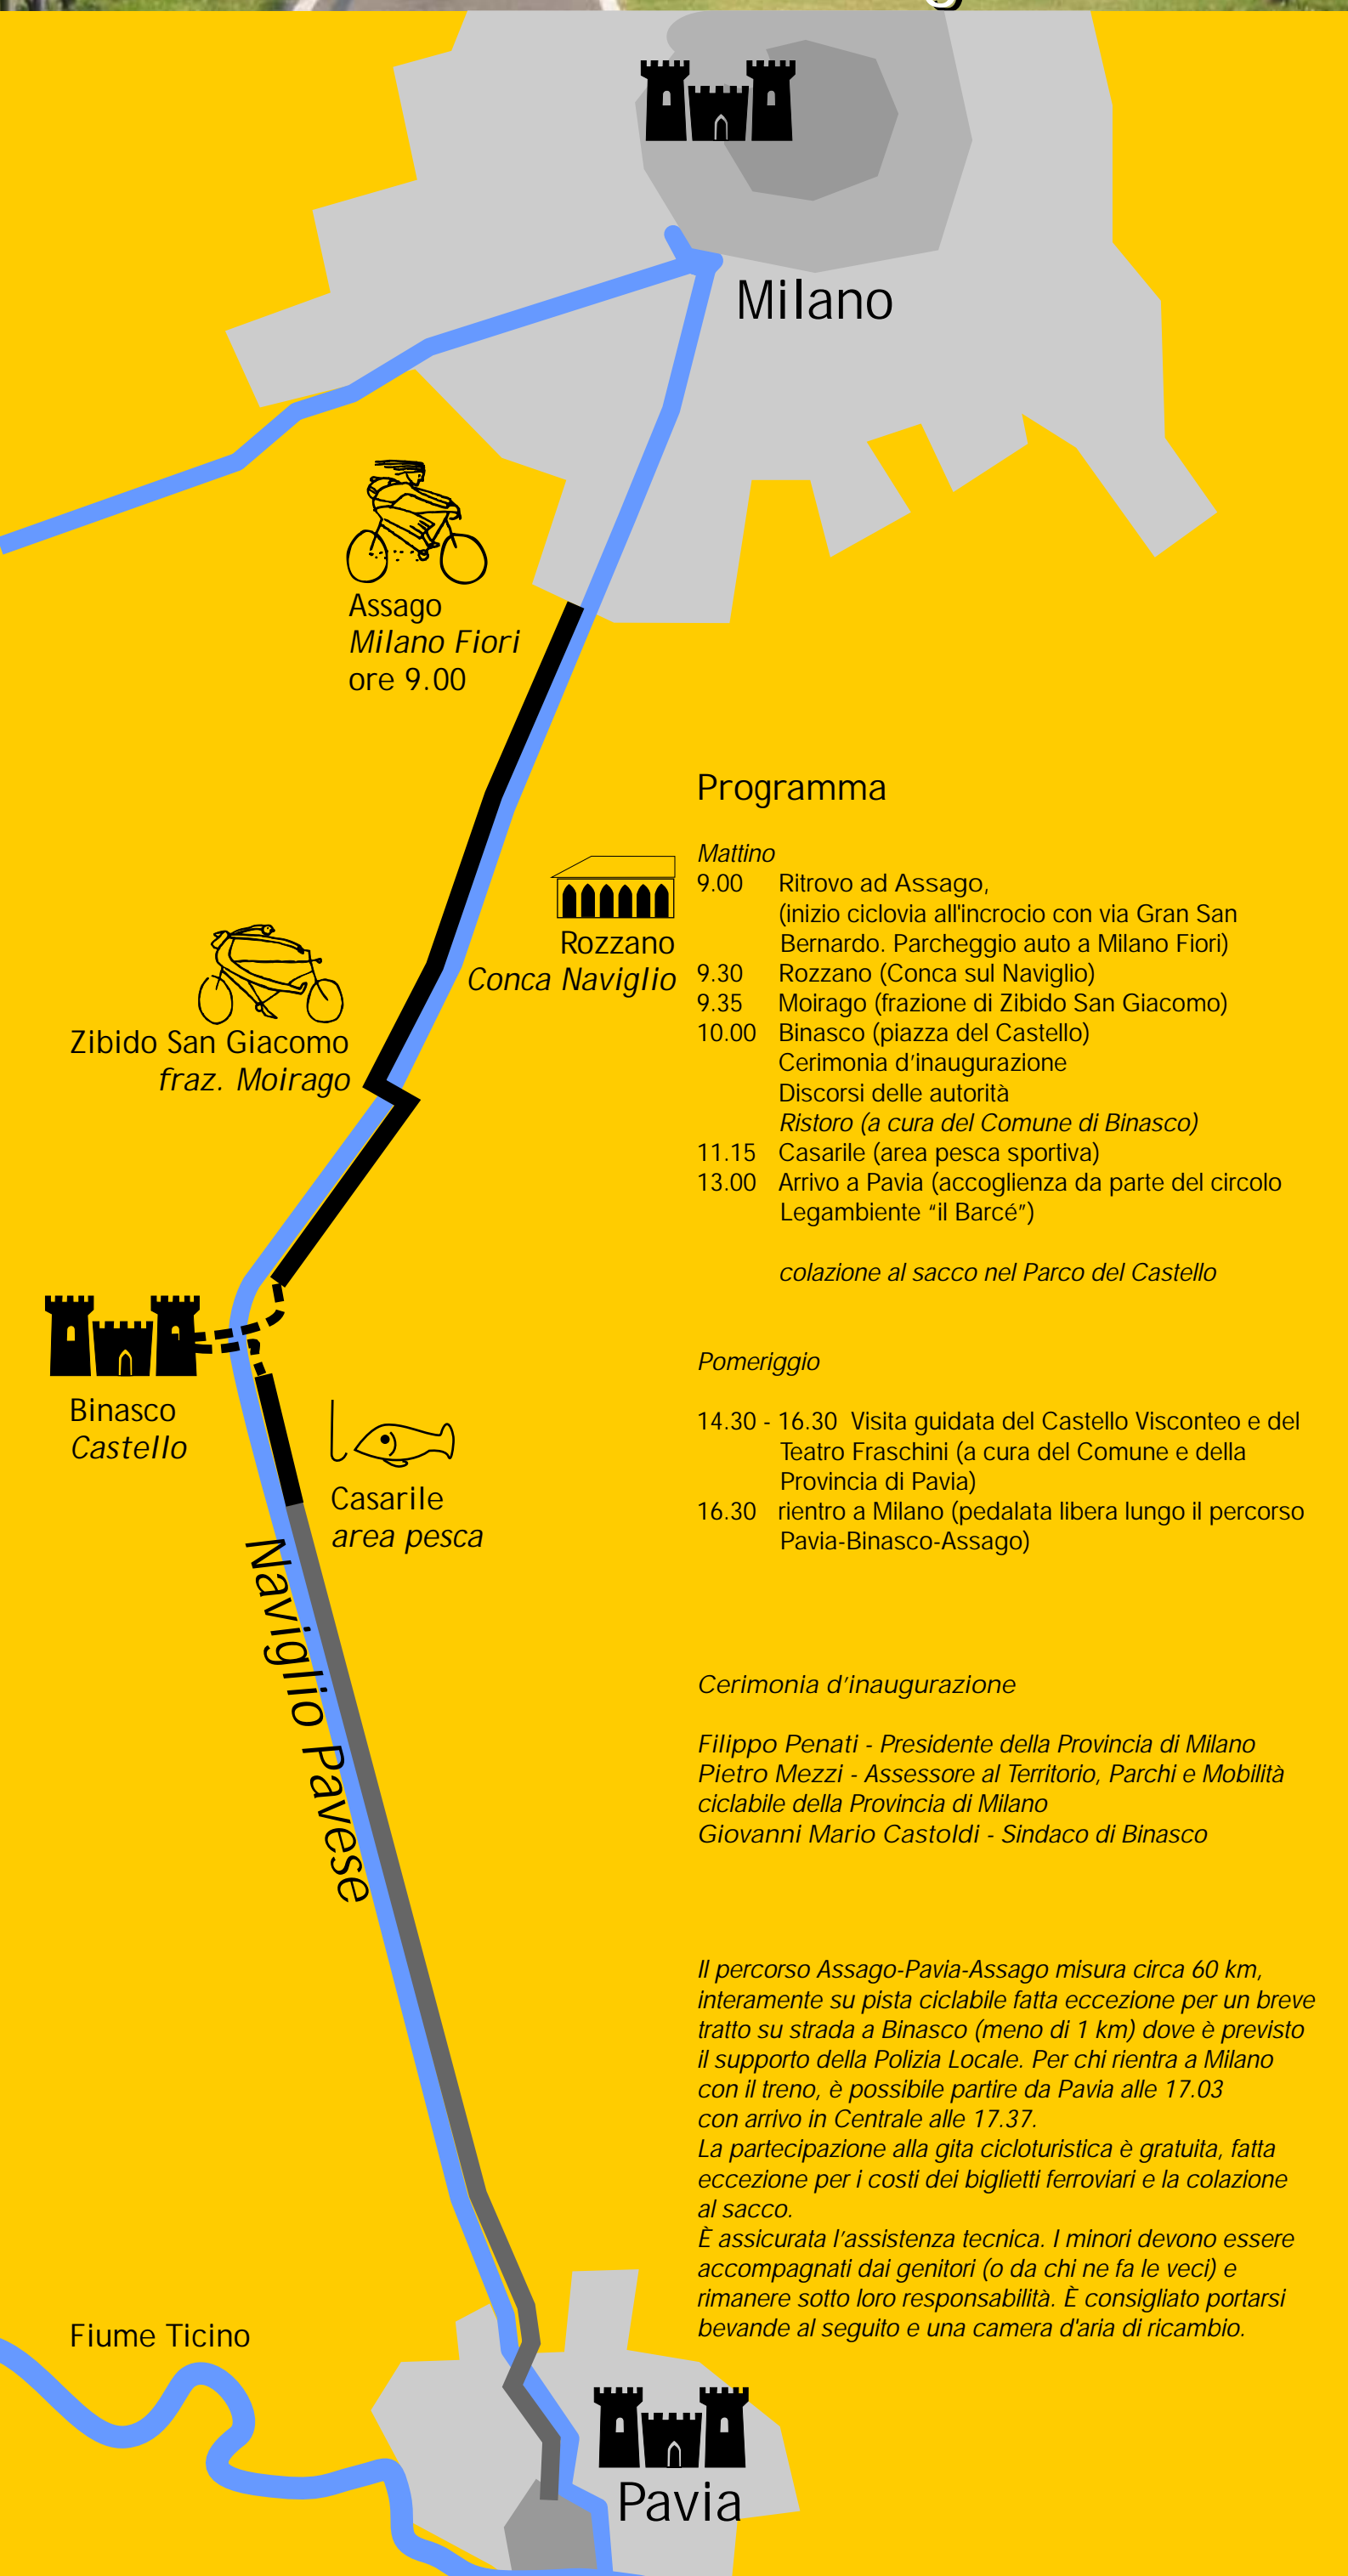 Milano
Assago
Milano Fiori
ore 9.00
Programma
Mattino
9.00 Ritrovo ad Assago,
(inizio ciclovia all'incrocio con via Gran San
Bernardo. Parcheggio auto a Milano Fiori)
9.30 Rozzano (Conca sul Naviglio)
9.35 Moirago (frazione di Zibido San Giacomo)
10.00 Binasco (piazza del Castello)
Cerimonia d’inaugurazione
Discorsi delle autorità
Ristoro (a cura del Comune di Binasco)
11.15 Casarile (area pesca sportiva)
13.00 Arrivo a Pavia (accoglienza da parte del circolo
Legambiente “il Barcé”)
colazione al sacco nel Parco del Castello
Rozzano
Conca Naviglio
Zibido San Giacomo
fraz. Moirago
Binasco
Castello
Casarile
area pesca
Naviglio Pavese
Pomeriggio
14.30 - 16.30 Visita guidata del Castello Visconteo e del
Teatro Fraschini (a cura del Comune e della
Provincia di Pavia)
16.30 rientro a Milano (pedalata libera lungo il percorso
Pavia-Binasco-Assago)
Cerimonia d’inaugurazione
Filippo Penati - Presidente della Provincia di Milano
Pietro Mezzi - Assessore al Territorio, Parchi e Mobilità
ciclabile della Provincia di Milano
Giovanni Mario Castoldi - Sindaco di Binasco
Il percorso Assago-Pavia-Assago misura circa 60 km,
interamente su pista ciclabile fatta eccezione per un breve
tratto su strada a Binasco (meno di 1 km) dove è previsto
il supporto della Polizia Locale. Per chi rientra a Milano
con il treno, è possibile partire da Pavia alle 17.03
con arrivo in Centrale alle 17.37.
La partecipazione alla gita cicloturistica è gratuita, fatta
eccezione per i costi dei biglietti ferroviari e la colazione
al sacco.
È assicurata l’assistenza tecnica. I minori devono essere
accompagnati dai genitori (o da chi ne fa le veci) e
rimanere sotto loro responsabilità. È consigliato portarsi
bevande al seguito e una camera d'aria di ricambio.
Fiume Ticino
Pavia